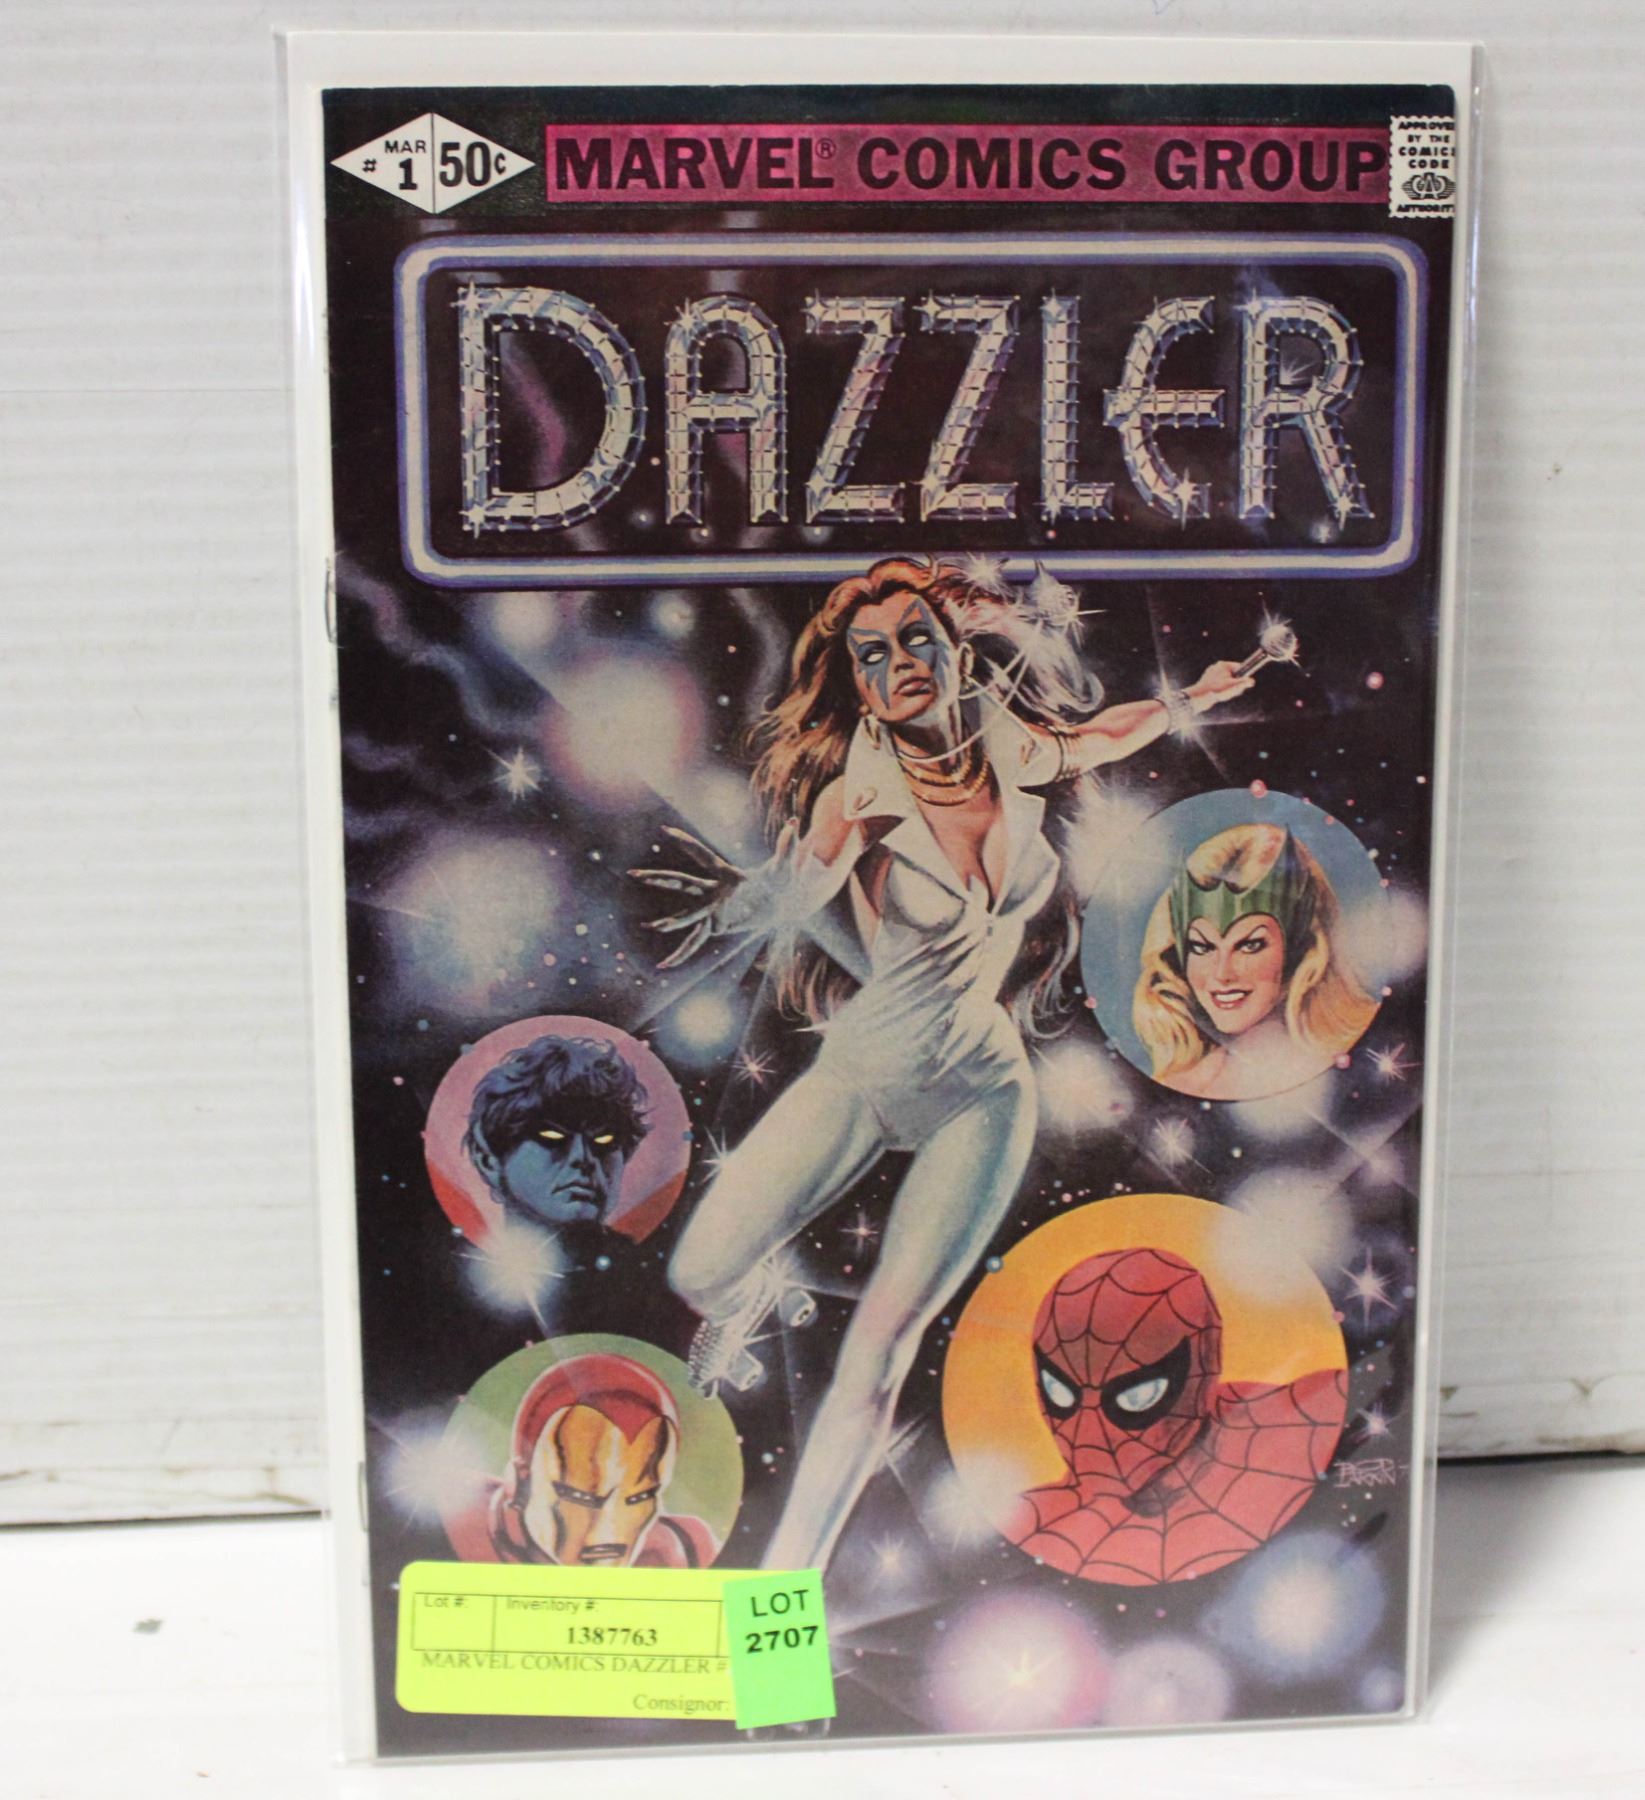 # MAR 1 50¢
MARVEL® COMICS GROUP
APPROVED
BY THE
COMICS
CODE
AUTHORITY
DAZZLER
Lot #: Inventory #:
1387763
MARVEL COMICS DAZZLER #
Consignor:
LOT
2707